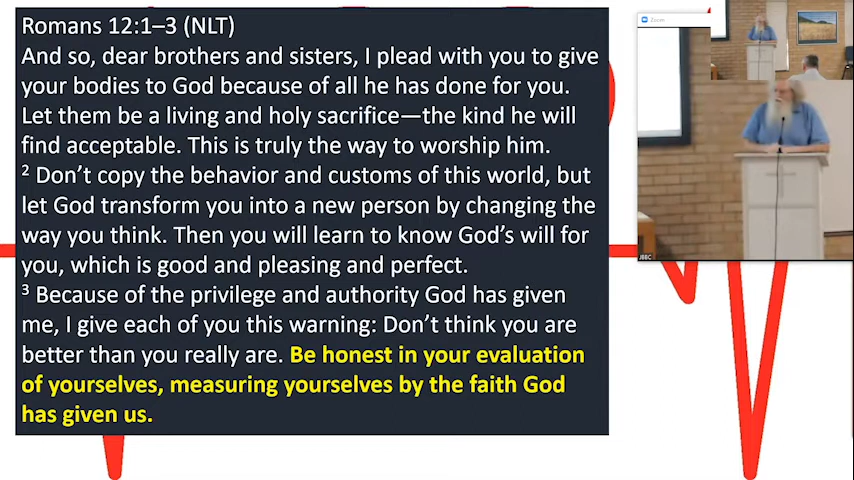 Romans 12:1–3 (NLT)
And so, dear brothers and sisters, I plead with you to give
your bodies to God because of all he has done for you.
Let them be a living and holy sacrifice—the kind he will
find acceptable. This is truly the way to worship him.
² Don’t copy the behavior and customs of this world, but
let God transform you into a new person by changing the
way you think. Then you will learn to know God’s will for
you, which is good and pleasing and perfect.
³ Because of the privilege and authority God has given
me, I give each of you this warning: Don’t think you are
better than you really are. Be honest in your evaluation
of yourselves, measuring yourselves by the faith God
has given us.
Zoom
JBBC